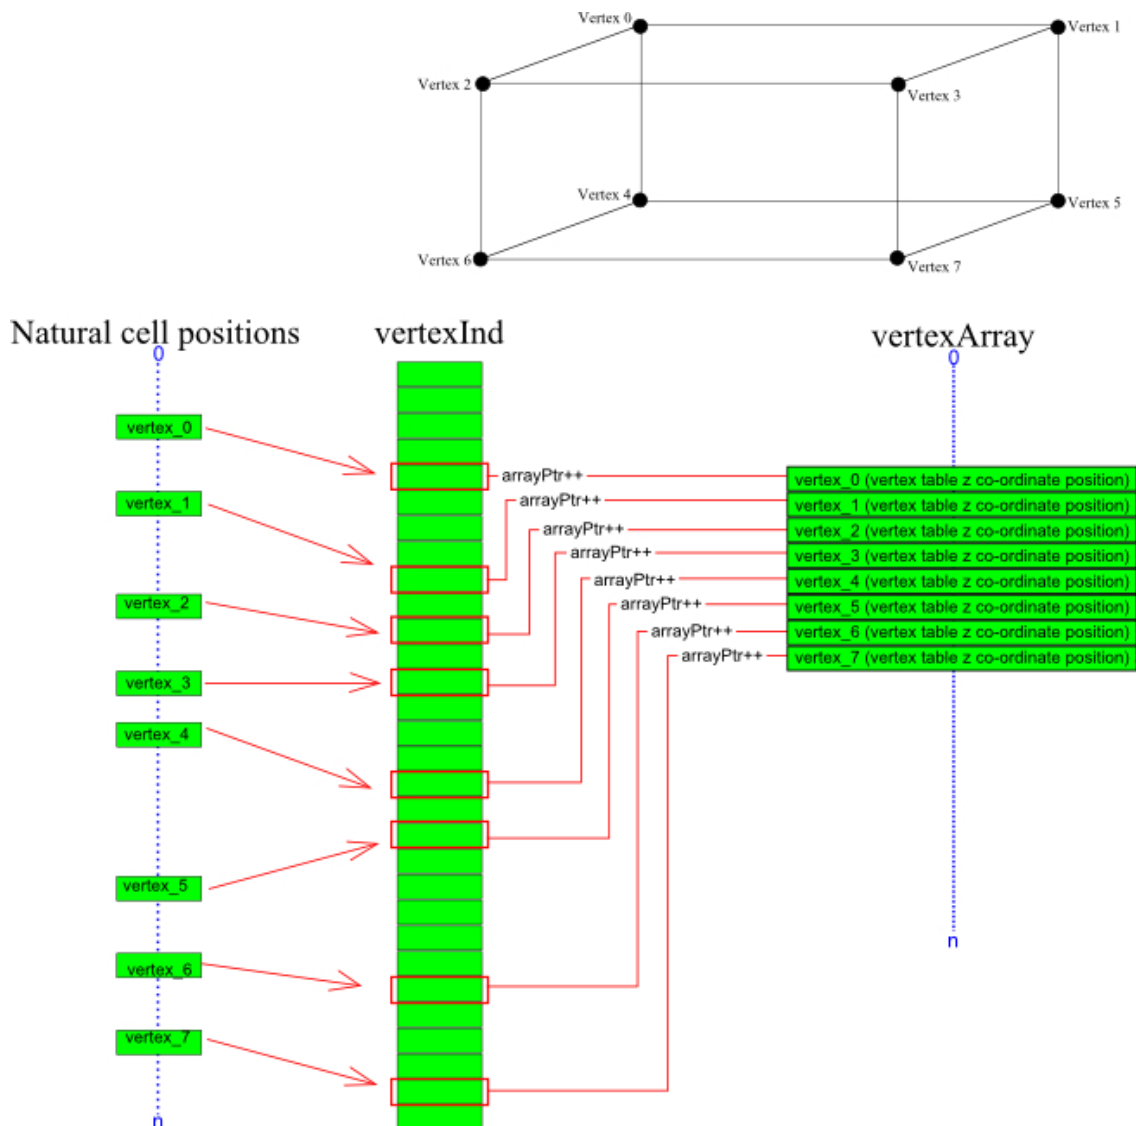 Vertex 0
Vertex 1
Vertex 2
Vertex 3
Vertex 4
Vertex 5
Vertex 6
Vertex 7
Natural cell positions
vertexInd
vertexArray
0
0
vertex_0
vertex_1
vertex_2
vertex_3
vertex_4
vertex_5
vertex_6
vertex_7
n
arrayPtr++
arrayPtr++
arrayPtr++
arrayPtr++
arrayPtr++
arrayPtr++
arrayPtr++
arrayPtr++
vertex_0 (vertex table z co-ordinate position)
vertex_1 (vertex table z co-ordinate position)
vertex_2 (vertex table z co-ordinate position)
vertex_3 (vertex table z co-ordinate position)
vertex_4 (vertex table z co-ordinate position)
vertex_5 (vertex table z co-ordinate position)
vertex_6 (vertex table z co-ordinate position)
vertex_7 (vertex table z co-ordinate position)
n